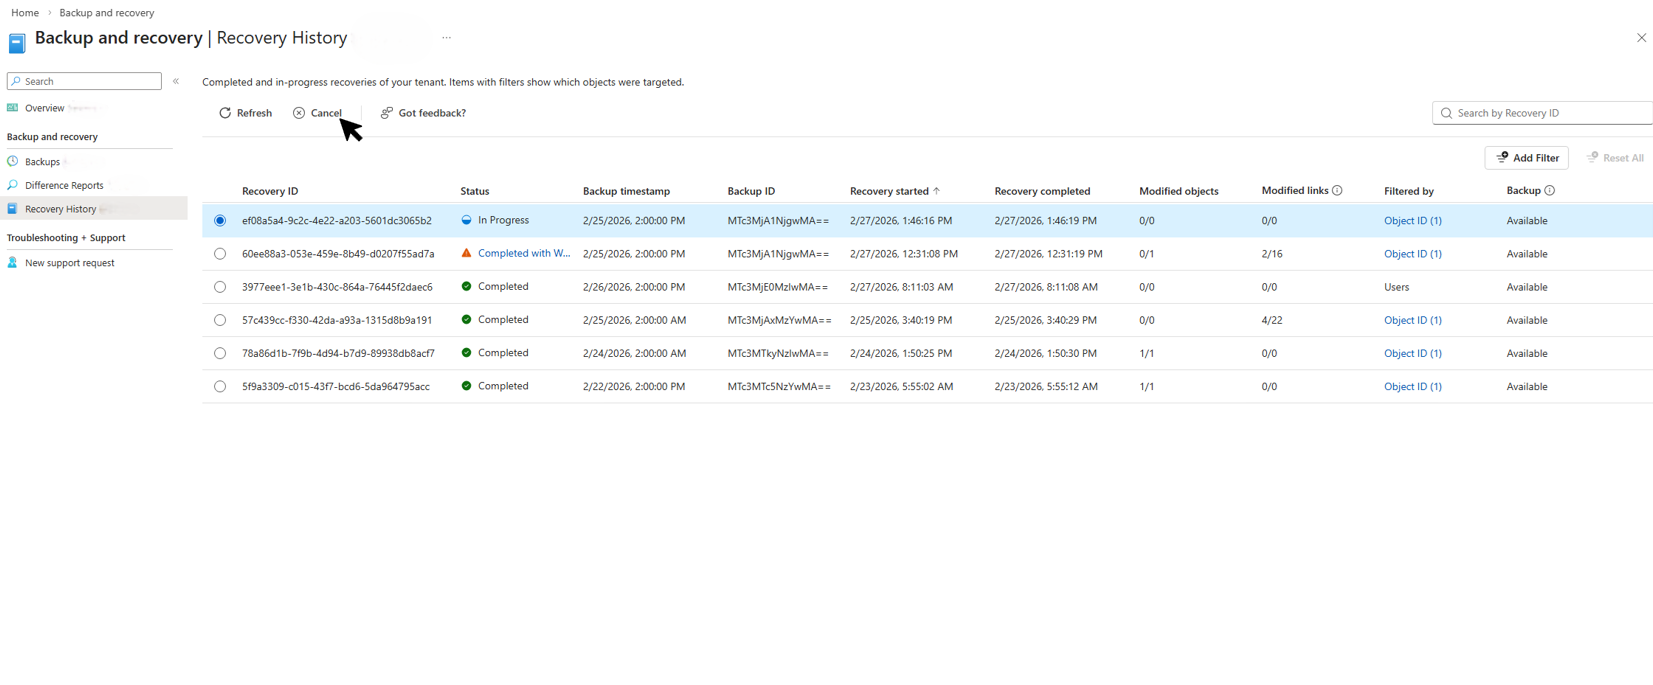 Home > Backup and recovery
Backup and recovery | Recovery History ...
Search «
Completed and in-progress recoveries of your tenant. Items with filters show which objects were targeted.
Overview
Refresh Cancel Got feedback? Search by Recovery ID
Backup and recovery
Backups
Difference Reports
Recovery History
Troubleshooting + Support
New support request
Add Filter Reset All
Recovery ID Status Backup timestamp Backup ID Recovery started ↑ Recovery completed Modified objects Modified links Filtered by Backup
ef08a5a4-9c2c-4e22-a203-5601dc3065b2 In Progress 2/25/2026, 2:00:00 PM MTc3MjA1NjgwMA== 2/27/2026, 1:46:16 PM 2/27/2026, 1:46:19 PM 0/0 0/0 Object ID (1) Available
60ee88a3-053e-459e-8b49-d0207f55ad7a Completed with W... 2/25/2026, 2:00:00 PM MTc3MjA1NjgwMA== 2/27/2026, 12:31:08 PM 2/27/2026, 12:31:19 PM 0/1 2/16 Object ID (1) Available
3977eee1-3e1b-430c-864a-76445f2daec6 Completed 2/26/2026, 2:00:00 PM MTc3MjE0MzIwMA== 2/27/2026, 8:11:03 AM 2/27/2026, 8:11:08 AM 0/0 0/0 Users Available
57c439cc-f330-42da-a93a-1315d8b9a191 Completed 2/25/2026, 2:00:00 AM MTc3MjAxMzYwMA== 2/25/2026, 3:40:19 PM 2/25/2026, 3:40:29 PM 0/0 4/22 Object ID (1) Available
78a86d1b-7f9b-4d94-b7d9-89938db8acf7 Completed 2/24/2026, 2:00:00 AM MTc3MTkyNzIwMA== 2/24/2026, 1:50:25 PM 2/24/2026, 1:50:30 PM 1/1 0/0 Object ID (1) Available
5f9a3309-c015-43f7-bcd6-5da964795acc Completed 2/22/2026, 2:00:00 PM MTc3MTc5NzYwMA== 2/23/2026, 5:55:02 AM 2/23/2026, 5:55:12 AM 1/1 0/0 Object ID (1) Available